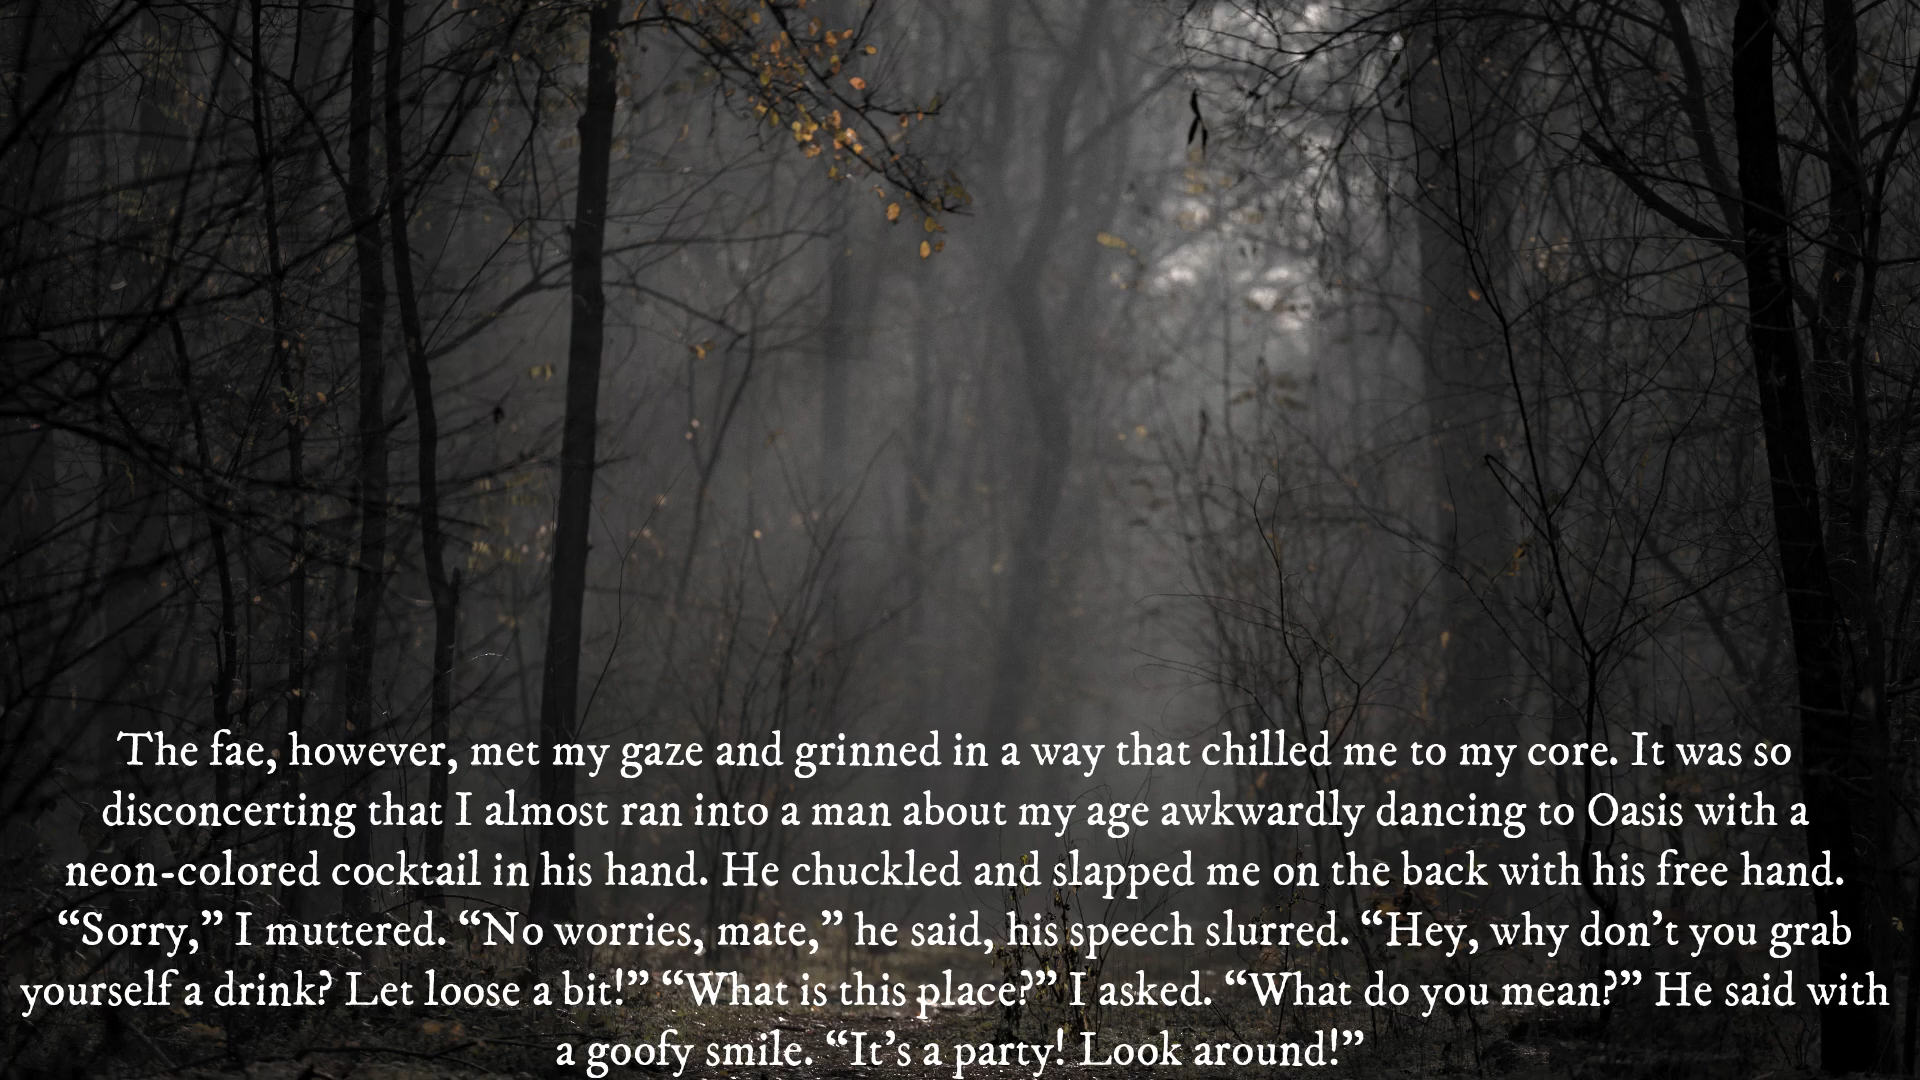 The fae, however, met my gaze and grinned in a way that chilled me to my core. It was so
disconcerting that I almost ran into a man about my age awkwardly dancing to Oasis with a
neon-colored cocktail in his hand. He chuckled and slapped me on the back with his free hand.
“Sorry,” I muttered. “No worries, mate,” he said, his speech slurred. “Hey, why don’t you grab
yourself a drink? Let loose a bit!” “What is this place?” I asked. “What do you mean?” He said with
a goofy smile. “It’s a party! Look around!”